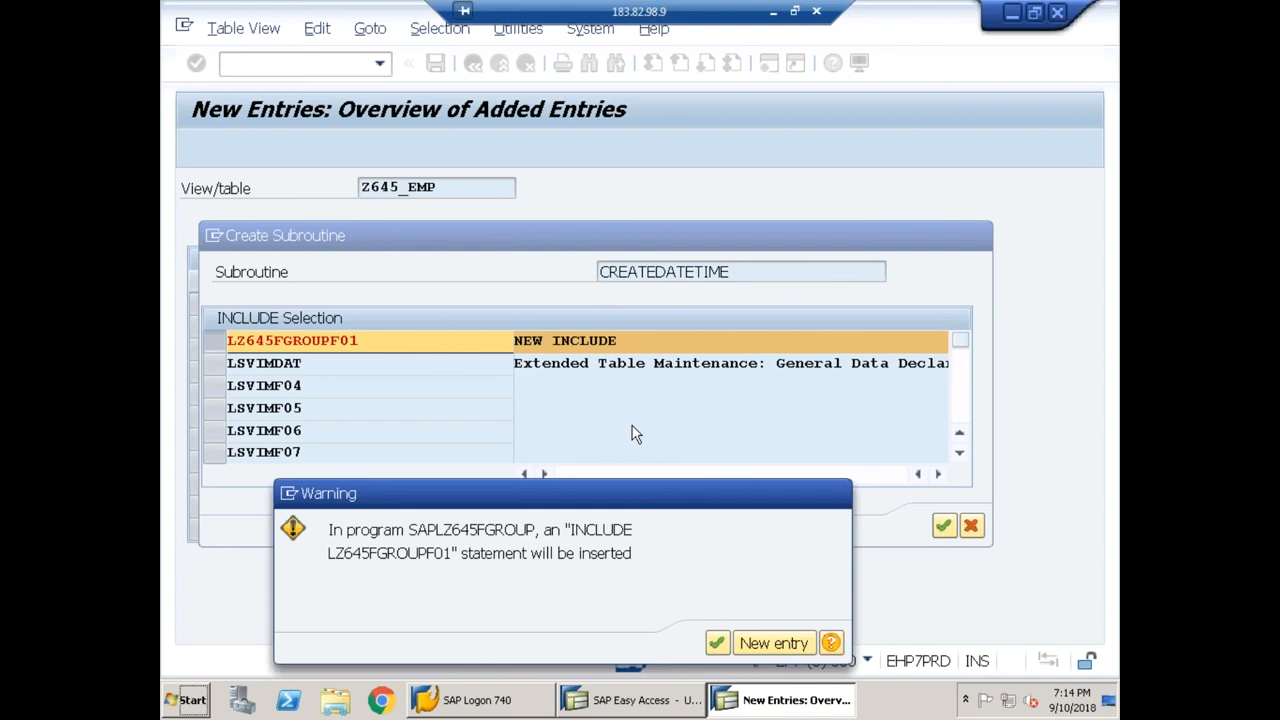 183.82.98.9
Table View Edit Goto Selection Utilities System Help
New Entries: Overview of Added Entries
View/table Z645_EMP
Create Subroutine
Subroutine CREATEDATETIME
INCLUDE Selection
LZ645FGROUPF01 NEW INCLUDE
LSVIMDAT Extended Table Maintenance: General Data Decla
LSVIMF04
LSVIMF05
LSVIMF06
LSVIMF07
Warning
In program SAPLZ645FGROUP, an "INCLUDE
LZ645FGROUPF01" statement will be inserted
New entry
EHP7PRD INS
Start SAP Logon 740 SAP Easy Access - U... New Entries: Overv... 7:14 PM
9/10/2018